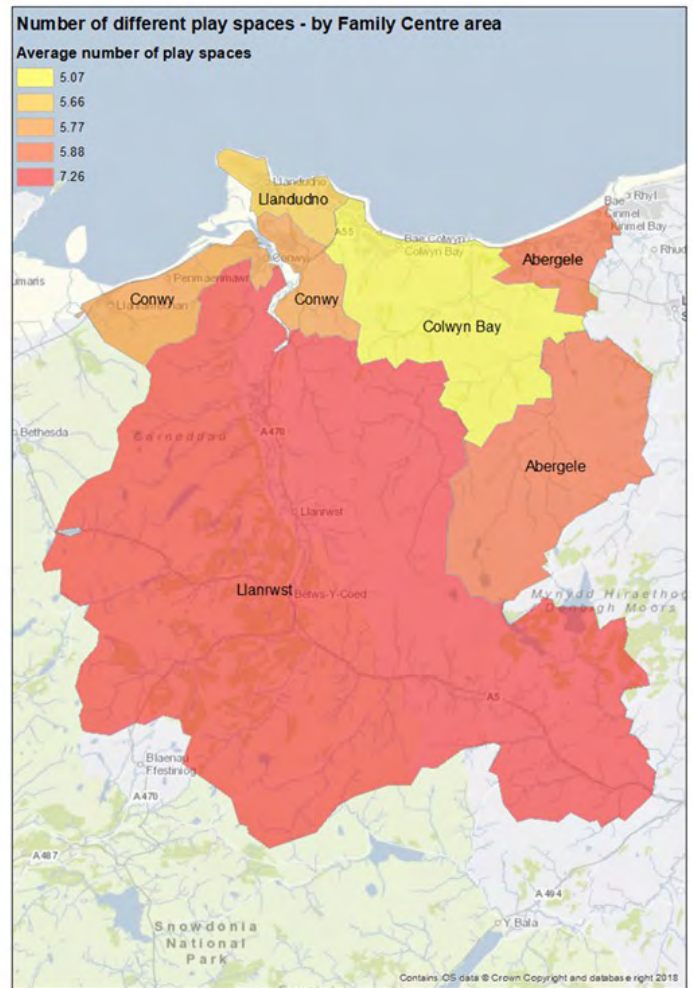 Number of different play spaces - by Family Centre area
Average number of play spaces
5.07
5.66
5.77
5.88
7.26
Llandudno
Llandudno
Rhyl
Bae
Cinmel
Kinmel Bay
A55
Bae Colwyn
Colwyn Bay
Conwy
Abergele
Penmaenmawr
Conwy
Conwy
Colwyn Bay
Bethesda
Carneddau
A470
Abergele
Llanrwst
Llanrwst
Betws-Y-Coed
Mynydd Hiraethog
Denbigh Moors
A5
Blaenau
Ffestiniog
A470
A487
A494
Snowdonia
National
Park
Y Bala
Contains OS data © Crown Copyright and database right 2018